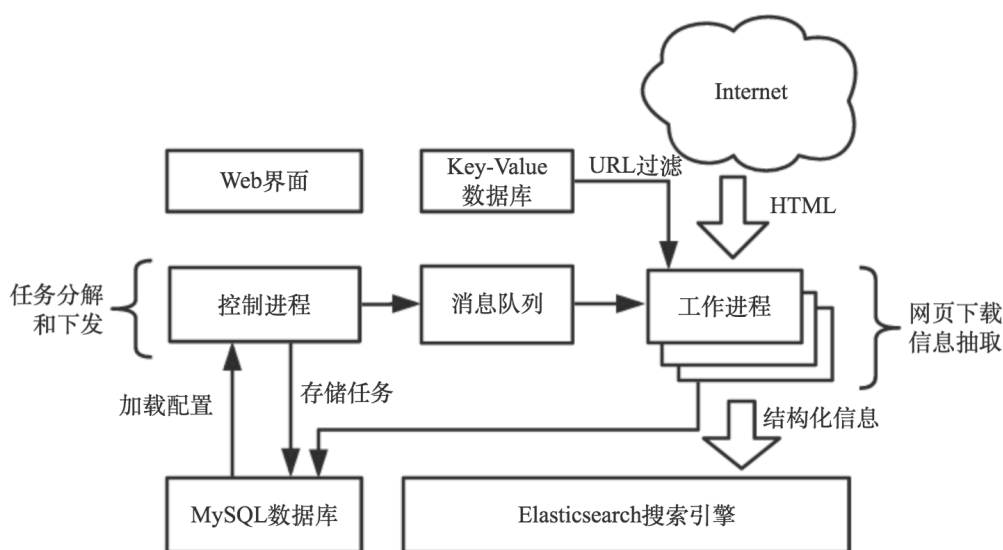 Internet
Web界面
Key-Value
数据库
URL过滤
HTML
任务分解
和下发
控制进程
消息队列
工作进程
网页下载
信息抽取
加载配置
存储任务
结构化信息
MySQL数据库
Elasticsearch搜索引擎